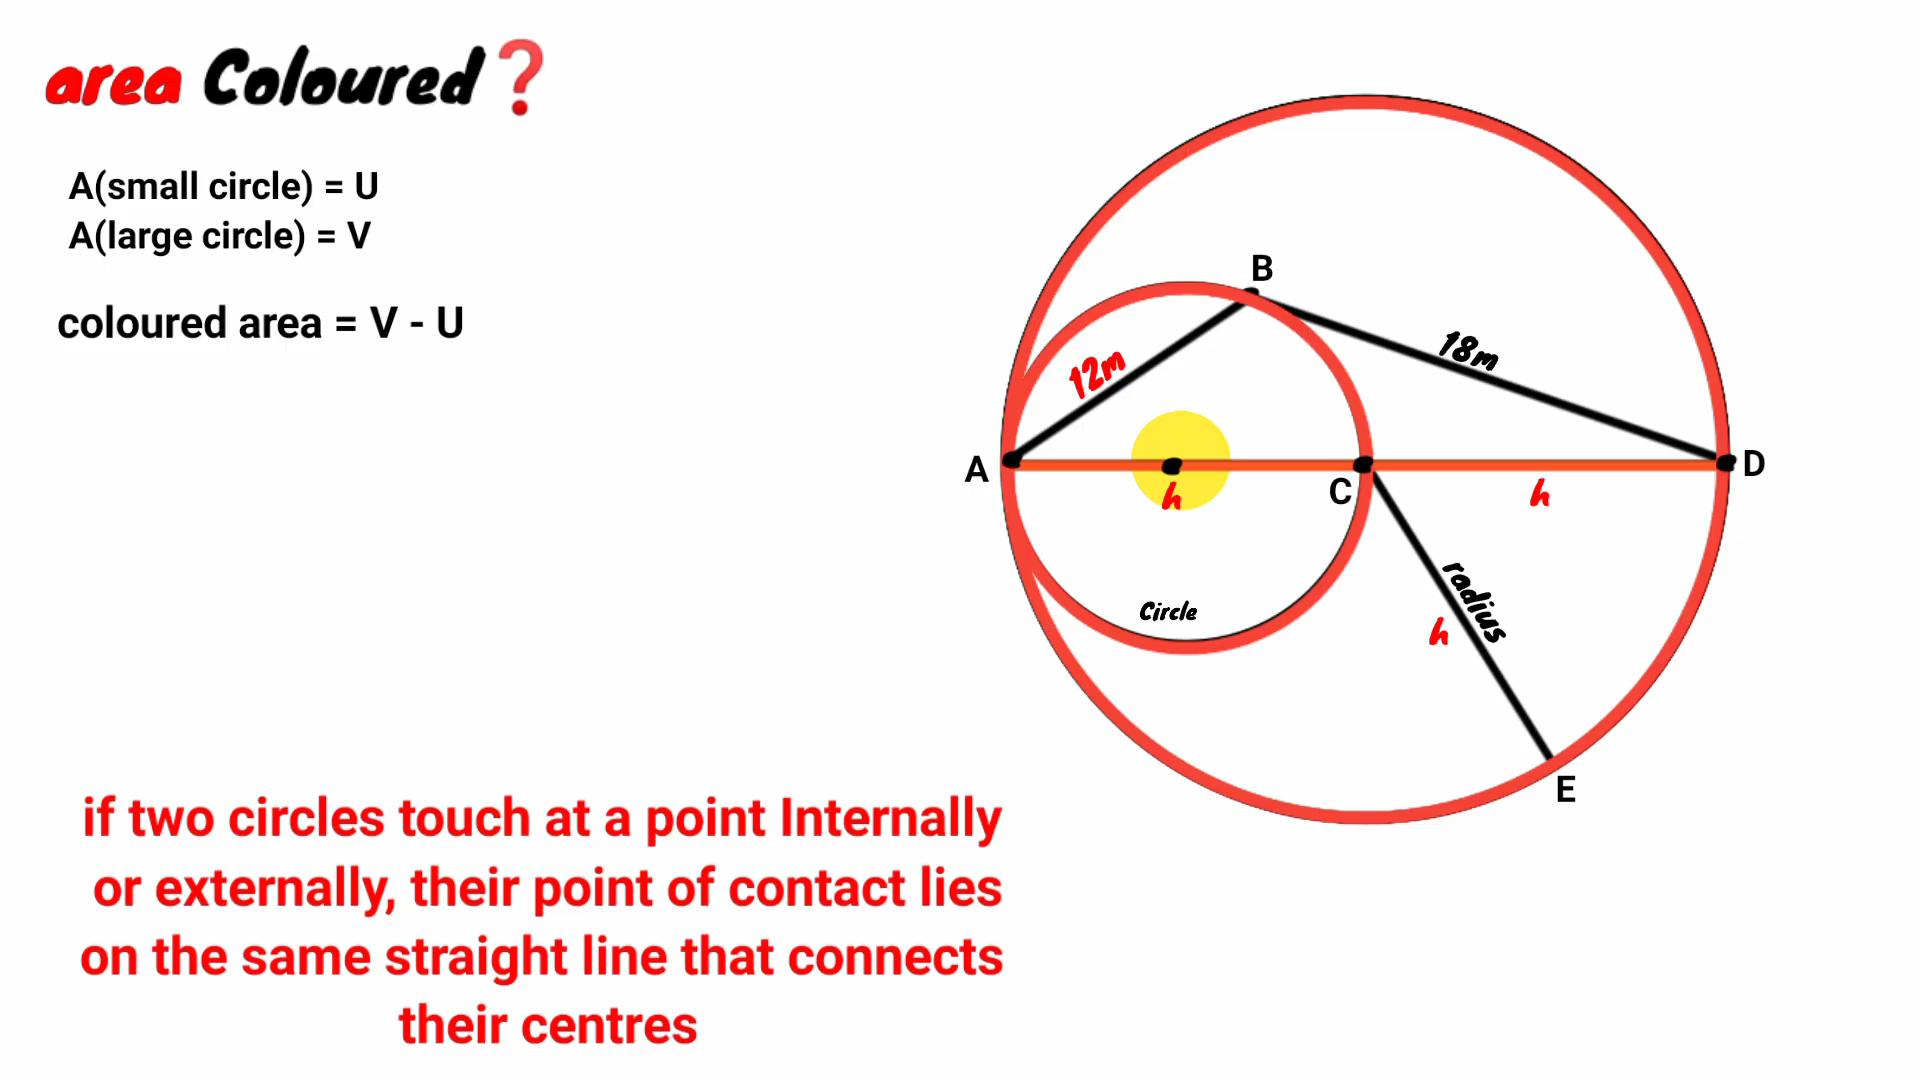 area Coloured❓
A(small circle) = U
A(large circle) = V
coloured area = V - U
B
12m
18m
A
h
C
h
D
radius
h
Circle
E
if two circles touch at a point Internally
or externally, their point of contact lies
on the same straight line that connects
their centres